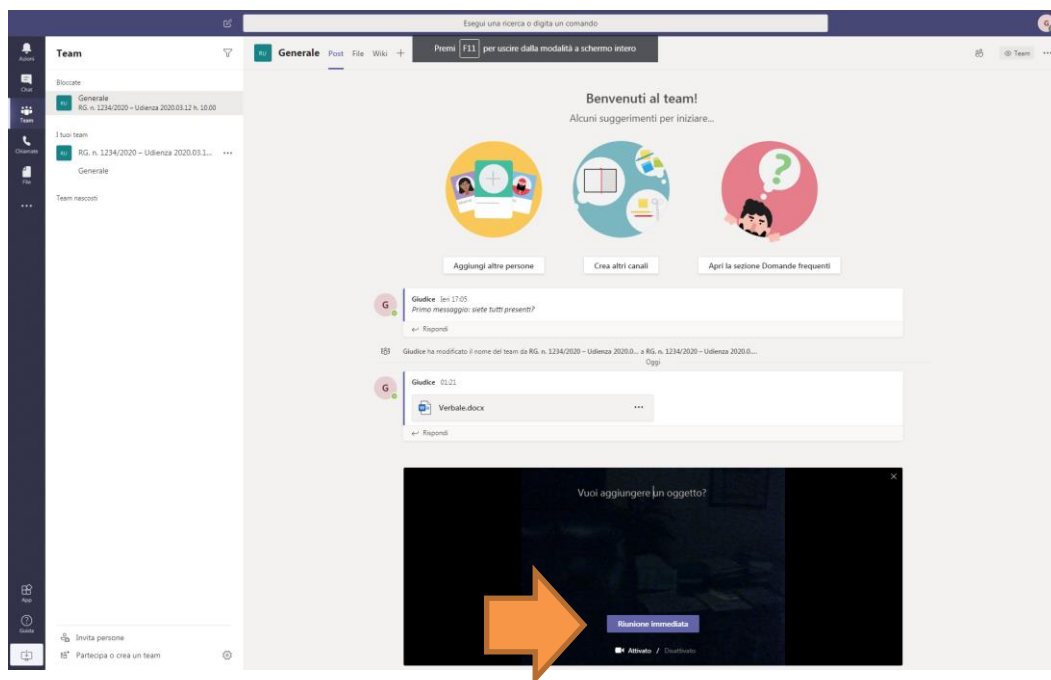 Esegui una ricerca o digita un comando
G
Azioni
Chat
Team
Chiamate
File
App
Guida
Team
Bloccate
RU
Generale
RG. n. 1234/2020 – Udienza 2020.03.12 h. 10.00
I tuoi team
RU
RG. n. 1234/2020 – Udienza 2020.03.1...
Generale
Team nascosti
Invita persone
Partecipa o crea un team
RU Generale Post File Wiki +
Premi F11 per uscire dalla modalità a schermo intero
Team
Benvenuti al team!
Alcuni suggerimenti per iniziare...
Aggiungi altre persone
Crea altri canali
Apri la sezione Domande frequenti
G
Giudice Ieri 17:05
Primo messaggio: siete tutti presenti?
Rispondi
Giudice ha modificato il nome del team da RG. n. 1234/2020 – Udienza 2020.0... a RG. n. 1234/2020 – Udienza 2020.0....
Oggi
G
Giudice 01:21
Verbale.docx
Rispondi
Vuoi aggiungere un oggetto?
Riunione immediata
Attivato / Disattivato